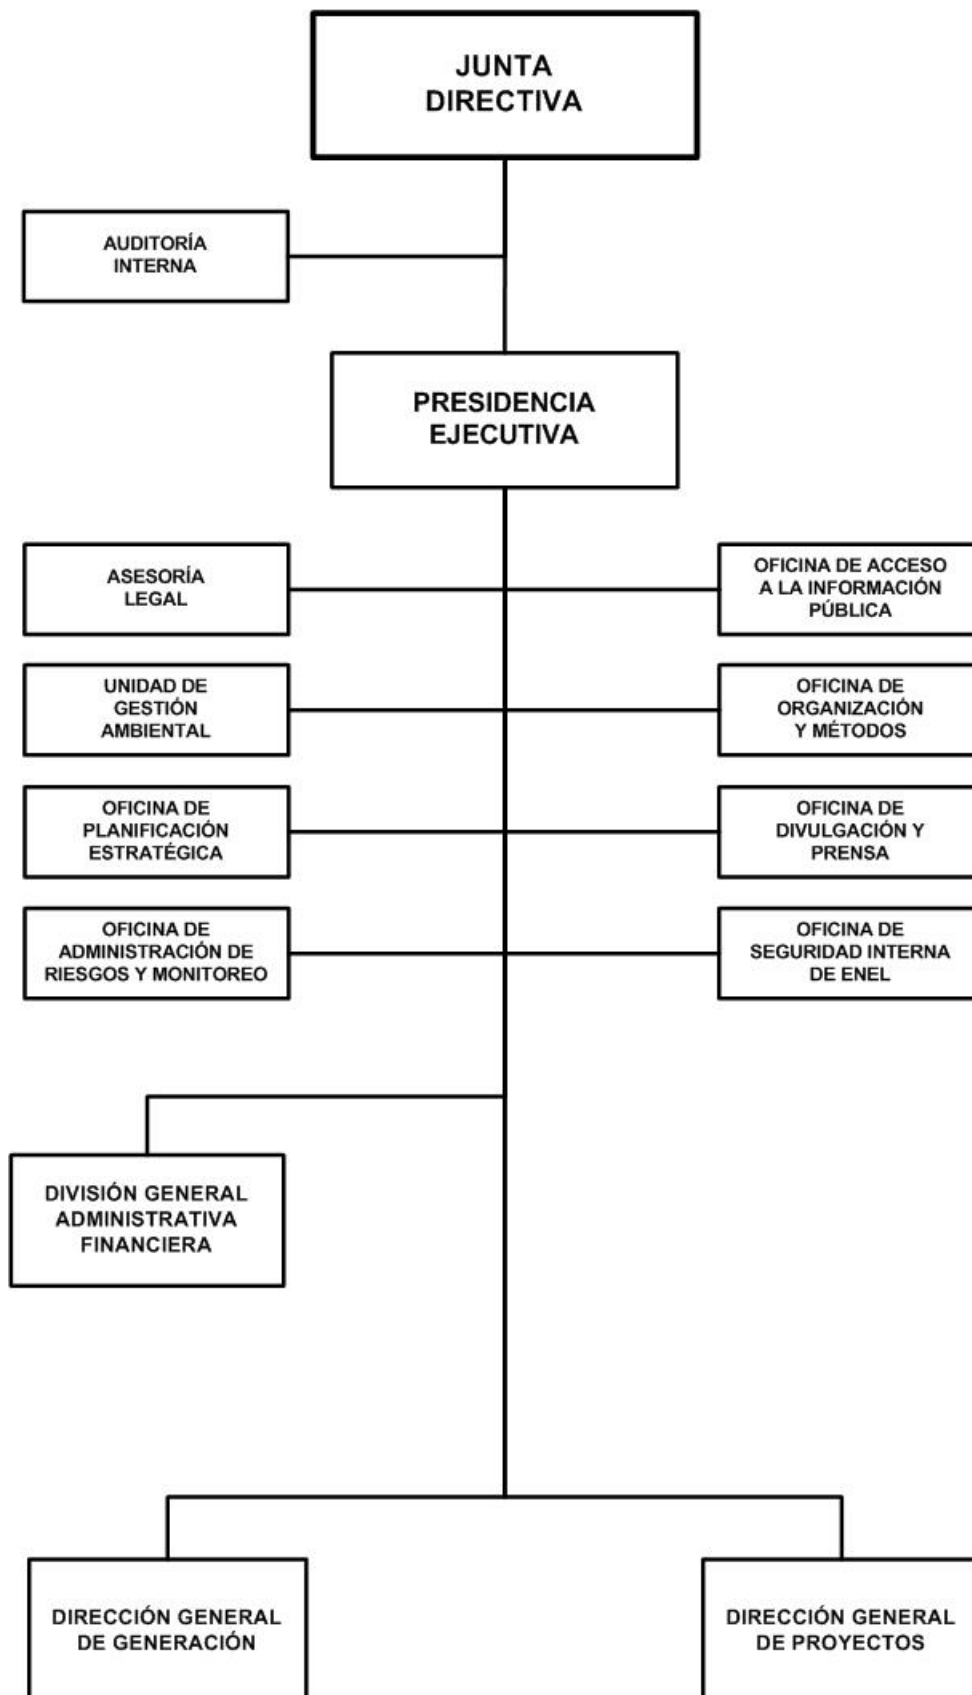 JUNTA
DIRECTIVA
AUDITORÍA
INTERNA
PRESIDENCIA
EJECUTIVA
ASESORÍA
LEGAL
OFICINA DE ACCESO
A LA INFORMACIÓN
PÚBLICA
UNIDAD DE
GESTIÓN
AMBIENTAL
OFICINA DE
ORGANIZACIÓN
Y MÉTODOS
OFICINA DE
PLANIFICACIÓN
ESTRATÉGICA
OFICINA DE
DIVULGACIÓN Y
PRENSA
OFICINA DE
ADMINISTRACIÓN DE
RIESGOS Y MONITOREO
OFICINA DE
SEGURIDAD INTERNA
DE ENEL
DIVISIÓN GENERAL
ADMINISTRATIVA
FINANCIERA
DIRECCIÓN GENERAL
DE GENERACIÓN
DIRECCIÓN GENERAL
DE PROYECTOS